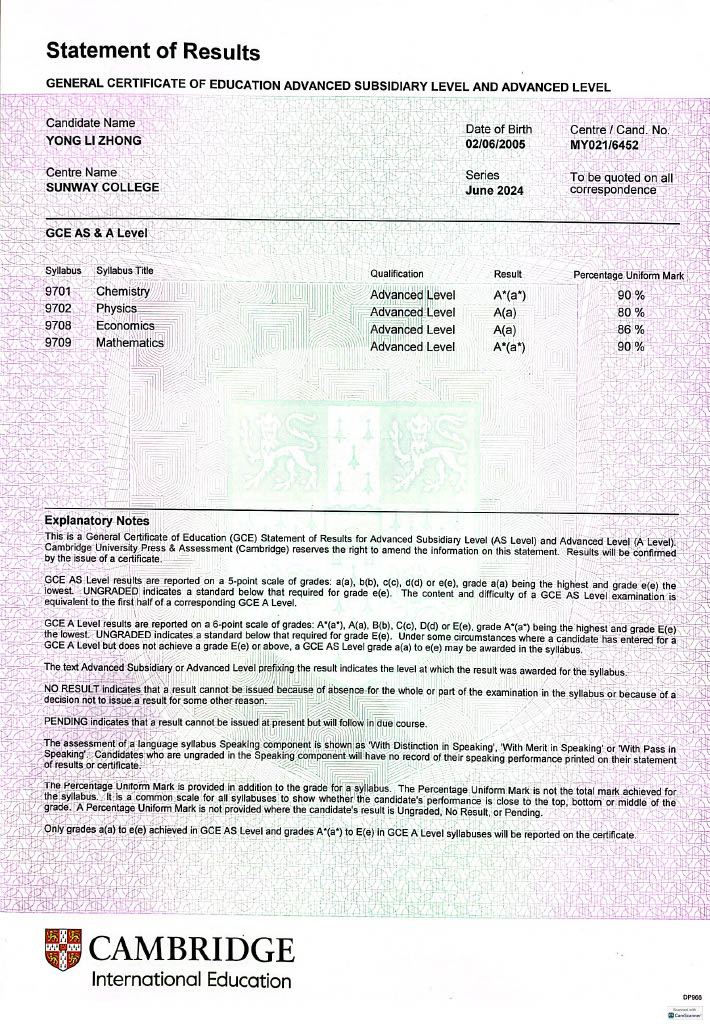 Statement of Results
GENERAL CERTIFICATE OF EDUCATION ADVANCED SUBSIDIARY LEVEL AND ADVANCED LEVEL
Candidate Name
YONG LI ZHONG
Date of Birth
02/06/2005
Centre / Cand. No.
MY021/6452
Centre Name
SUNWAY COLLEGE
Series
June 2024
To be quoted on all
correspondence
GCE AS & A Level
Syllabus Syllabus Title Qualification Result Percentage Uniform Mark
9701 Chemistry Advanced Level A*(a*) 90 %
9702 Physics Advanced Level A(a) 80 %
9708 Economics Advanced Level A(a) 86 %
9709 Mathematics Advanced Level A*(a*) 90 %
Explanatory Notes
This is a General Certificate of Education (GCE) Statement of Results for Advanced Subsidiary Level (AS Level) and Advanced Level (A Level).
Cambridge University Press & Assessment (Cambridge) reserves the right to amend the information on this statement. Results will be confirmed
by the issue of a certificate.
GCE AS Level results are reported on a 5-point scale of grades: a(a), b(b), c(c), d(d) or e(e), grade a(a) being the highest and grade e(e) the
lowest. UNGRADED indicates a standard below that required for grade e(e). The content and difficulty of a GCE AS Level examination is
equivalent to the first half of a corresponding GCE A Level.
GCE A Level results are reported on a 6-point scale of grades: A*(a*), A(a), B(b), C(c), D(d) or E(e), grade A*(a*) being the highest and grade E(e)
the lowest. UNGRADED indicates a standard below that required for grade E(e). Under some circumstances where a candidate has entered for a
GCE A Level but does not achieve a grade E(e) or above, a GCE AS Level grade a(a) to e(e) may be awarded in the syllabus.
The text Advanced Subsidiary or Advanced Level prefixing the result indicates the level at which the result was awarded for the syllabus.
NO RESULT indicates that a result cannot be issued because of absence for the whole or part of the examination in the syllabus or because of a
decision not to issue a result for some other reason.
PENDING indicates that a result cannot be issued at present but will follow in due course.
The assessment of a language syllabus Speaking component is shown as 'With Distinction in Speaking', 'With Merit in Speaking' or 'With Pass in
Speaking'. Candidates who are ungraded in the Speaking component will have no record of their speaking performance printed on their statement
of results or certificate.
The Percentage Uniform Mark is provided in addition to the grade for a syllabus. The Percentage Uniform Mark is not the total mark achieved for
the syllabus. It is a common scale for all syllabuses to show whether the candidate's performance is close to the top, bottom or middle of the
grade. A Percentage Uniform Mark is not provided where the candidate's result is Ungraded, No Result, or Pending.
Only grades a(a) to e(e) achieved in GCE AS Level and grades A*(a*) to E(e) in GCE A Level syllabuses will be reported on the certificate.
CAMBRIDGE
International Education
DP966
Scanned with
CamScanner